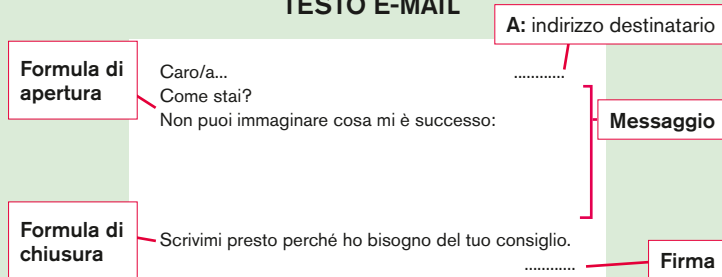 TESTO E-MAIL
A: indirizzo destinatario
Formula di
apertura
Caro/a... ............
Come stai?
Non puoi immaginare cosa mi è successo:
Messaggio
Formula di
chiusura
Scrivimi presto perché ho bisogno del tuo consiglio.
............
Firma